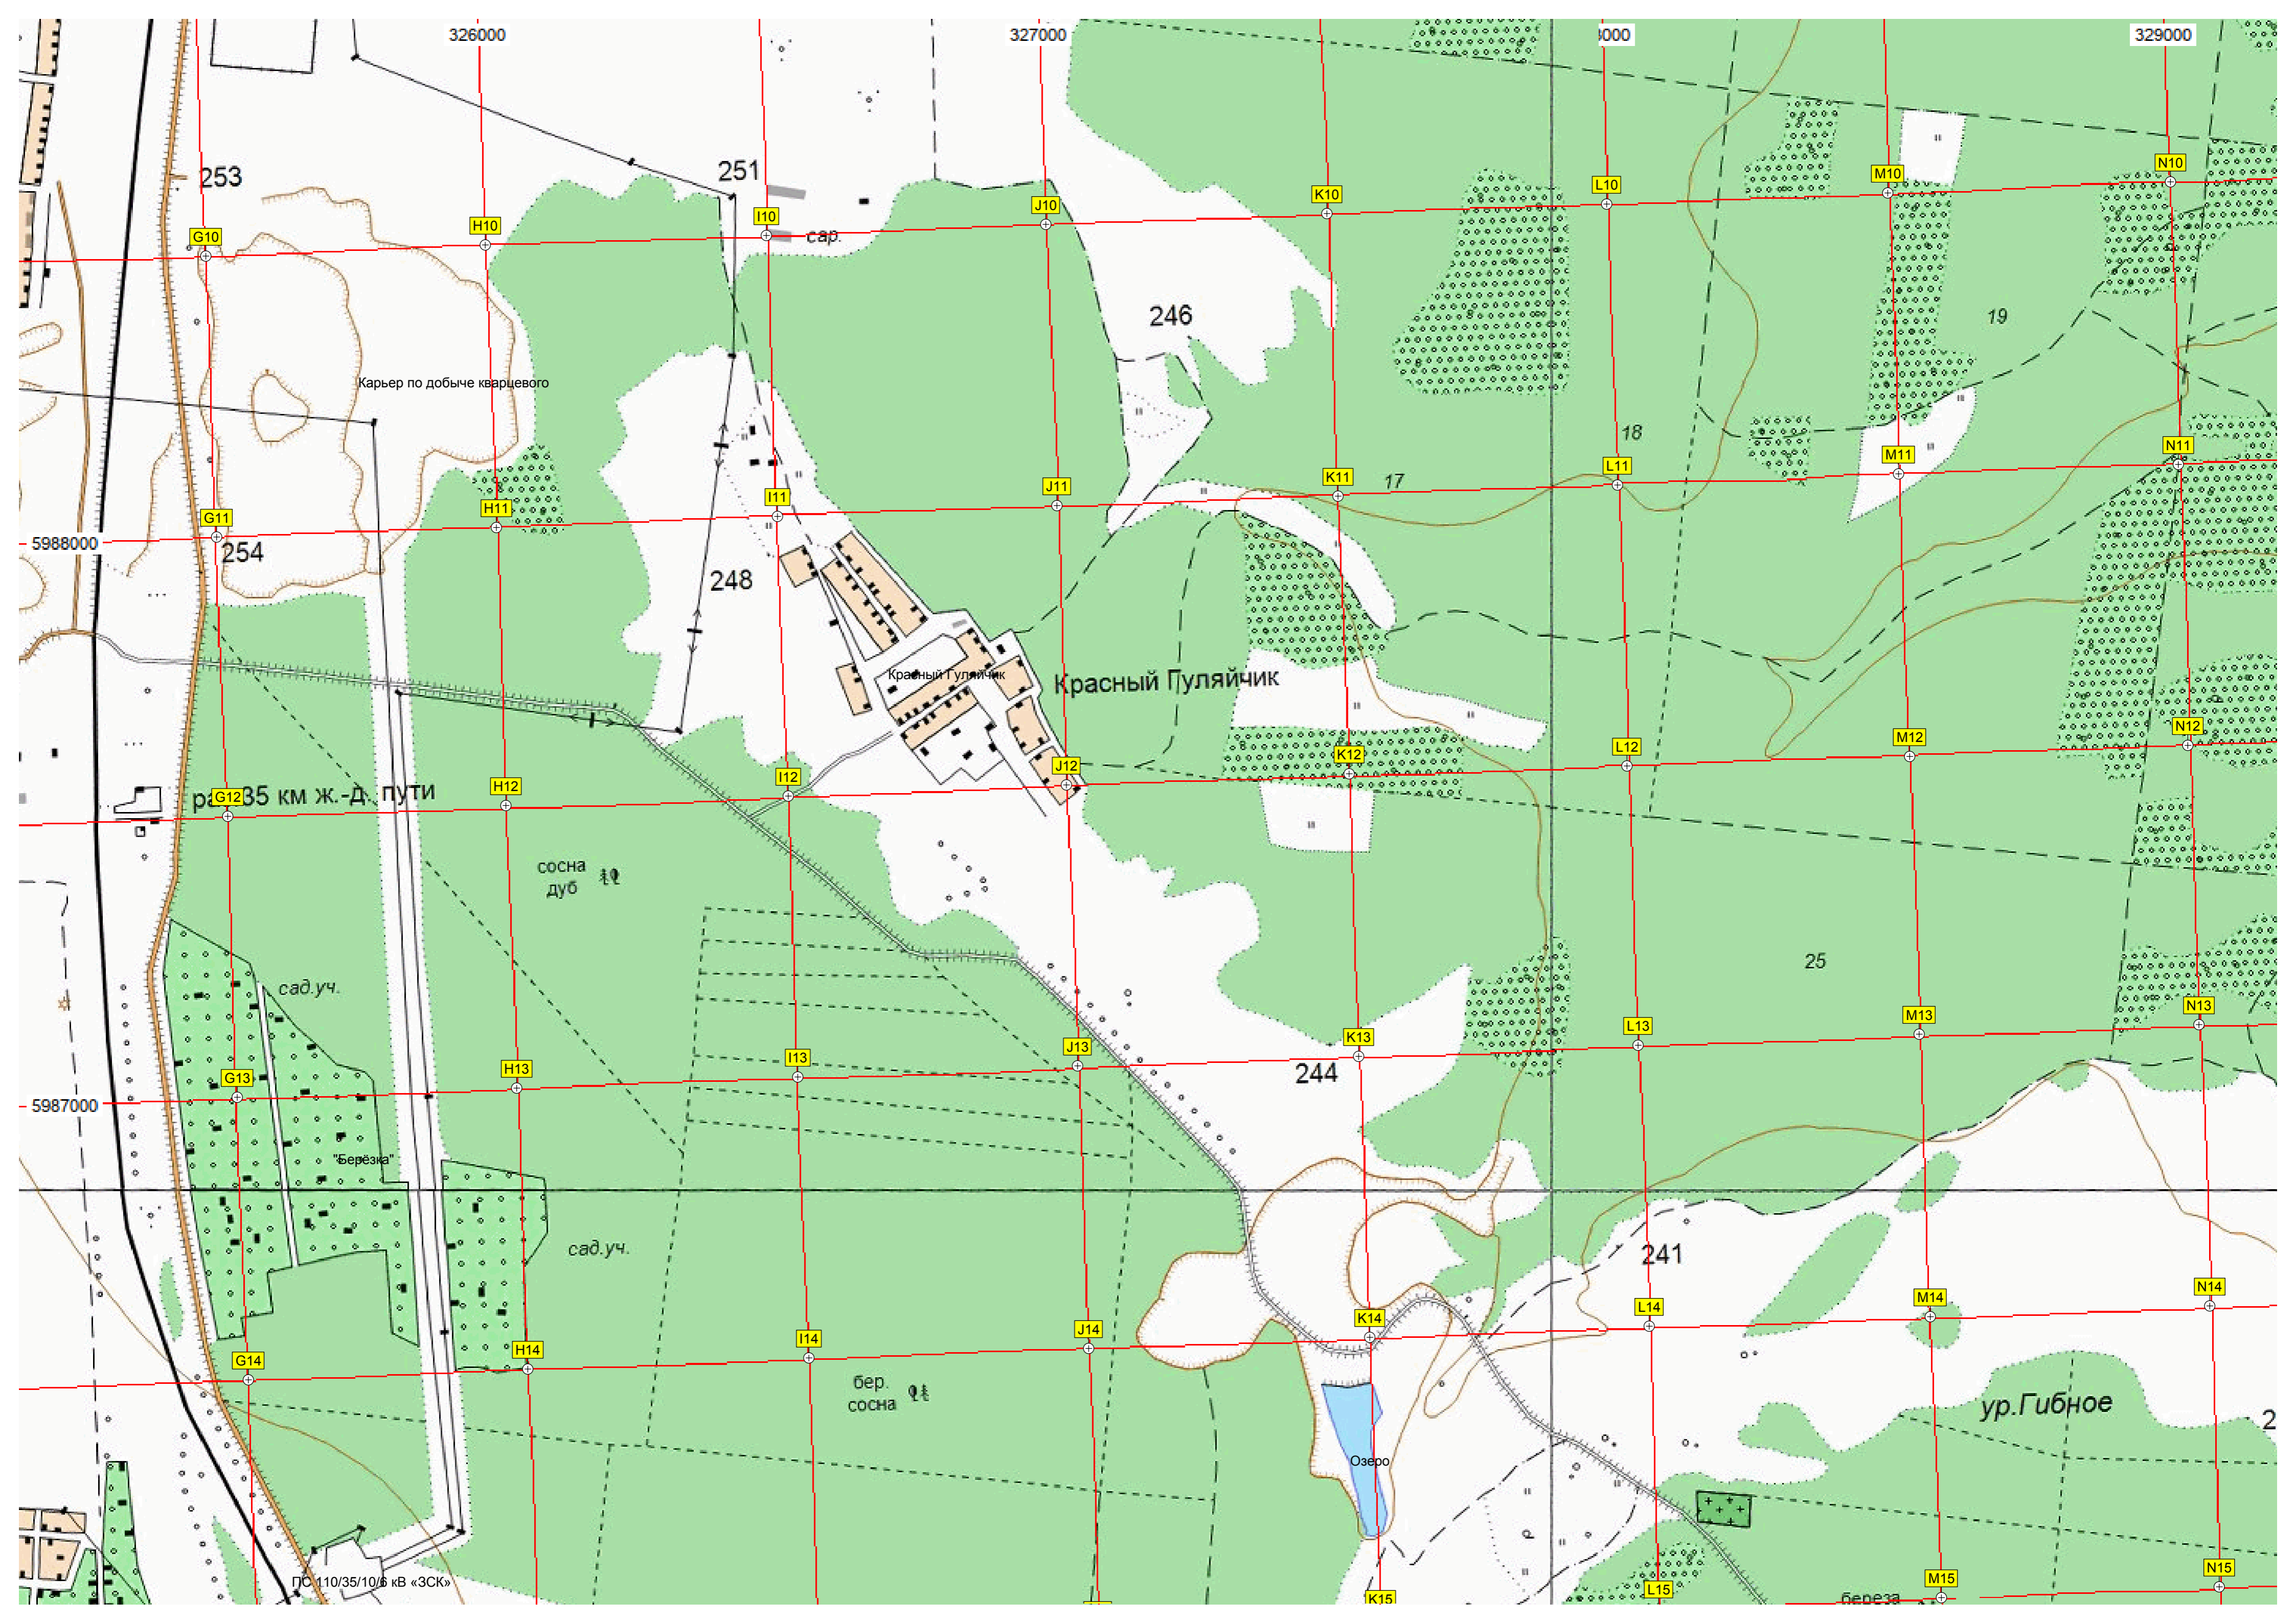 326000
327000
329000
253
251
N10
M10
L10
K10
J10
I10
H10
G10
сар.
246
19
Карьер по добыче кварцевого
18
N11
M11
L11
K11
17
J11
I11
H11
G11
5988000
254
248
Красный Гуляйчик
Красный Гуляйчик
N12
M12
L12
K12
J12
I12
H12
G12
35 км ж.-д. пути
сосна
дуб
25
сад.уч.
N13
M13
L13
K13
J13
I13
H13
G13
244
5987000
"Берёзка"
сад.уч.
241
N14
M14
L14
K14
J14
I14
H14
G14
бер.
сосна
ур.Гибное
Озеро
N15
M15
L15
K15
ПС 110/35/10/6 кВ «ЗСК»
береза